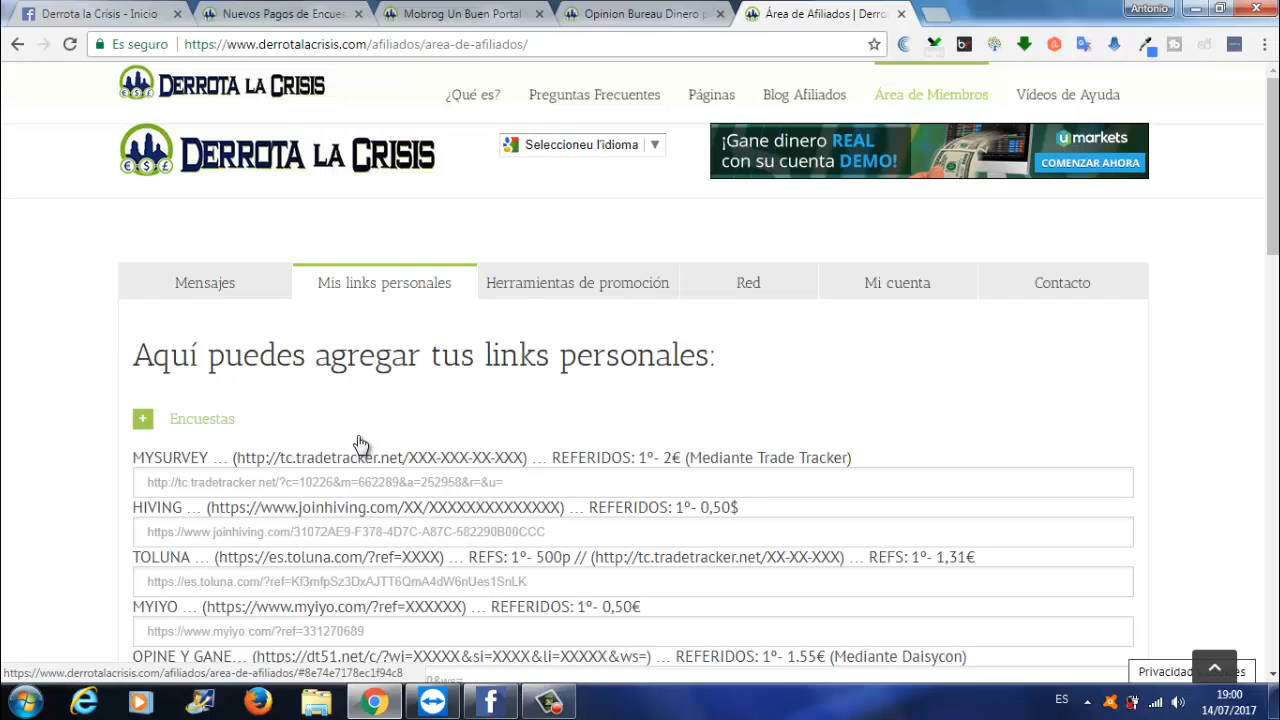 Derrota la Crisis - Inicio
Nuevos Pagos de Encues
Mobrog Un Buen Portal
Opinion Bureau Dinero
Área de Afiliados | Derro
Antonio
Es seguro
https://www.derrotalacrisis.com/afiliados/area-de-afiliados/
DERROTA LA CRISIS
¿Qué es?
Preguntas Frecuentes
Páginas
Blog Afiliados
Área de Miembros
Vídeos de Ayuda
DERROTA LA CRISIS
Seleccioneu l'idioma
¡Gane dinero REAL
con su cuenta DEMO!
umarkets
COMENZAR AHORA
Mensajes
Mis links personales
Herramientas de promoción
Red
Mi cuenta
Contacto
Aquí puedes agregar tus links personales:
+ Encuestas
MYSURVEY … (http://tc.tradetracker.net/XXX-XXX-XX-XXX) … REFERIDOS: 1º- 2€ (Mediante Trade Tracker)
http://tc.tradetracker.net/?c=10226&m=662289&a=252958&r=&u=
HIVING … (https://www.joinhiving.com/XX/XXXXXXXXXXXXXX) … REFERIDOS: 1º- 0,50$
https://www.joinhiving.com/31072AE9-F378-4D7C-A87C-582290B00CCC
TOLUNA … (https://es.toluna.com/?ref=XXXX) … REFS: 1º- 500p // (http://tc.tradetracker.net/XX-XX-XXX) … REFS: 1º- 1,31€
https://es.toluna.com/?ref=Kf3mfpSz3DxAJTT6QmA4dW6nUes1SnLK
MYIYO … (https://www.myiyo.com/?ref=XXXXXX) … REFERIDOS: 1º- 0,50€
https://www.myiyo.com/?ref=331270689
OPINE Y GANE… (https://dt51.net/c/?wi=XXXXX&si=XXXX&li=XXXXX&ws=) … REFERIDOS: 1º- 1.55€ (Mediante Daisycon)
0&ws=
https://www.derrotalacrisis.com/afiliados/area-de-afiliados/#8e74e7178ec1f94c8
Privacidad y Cookies
ES
19:00
14/07/2017